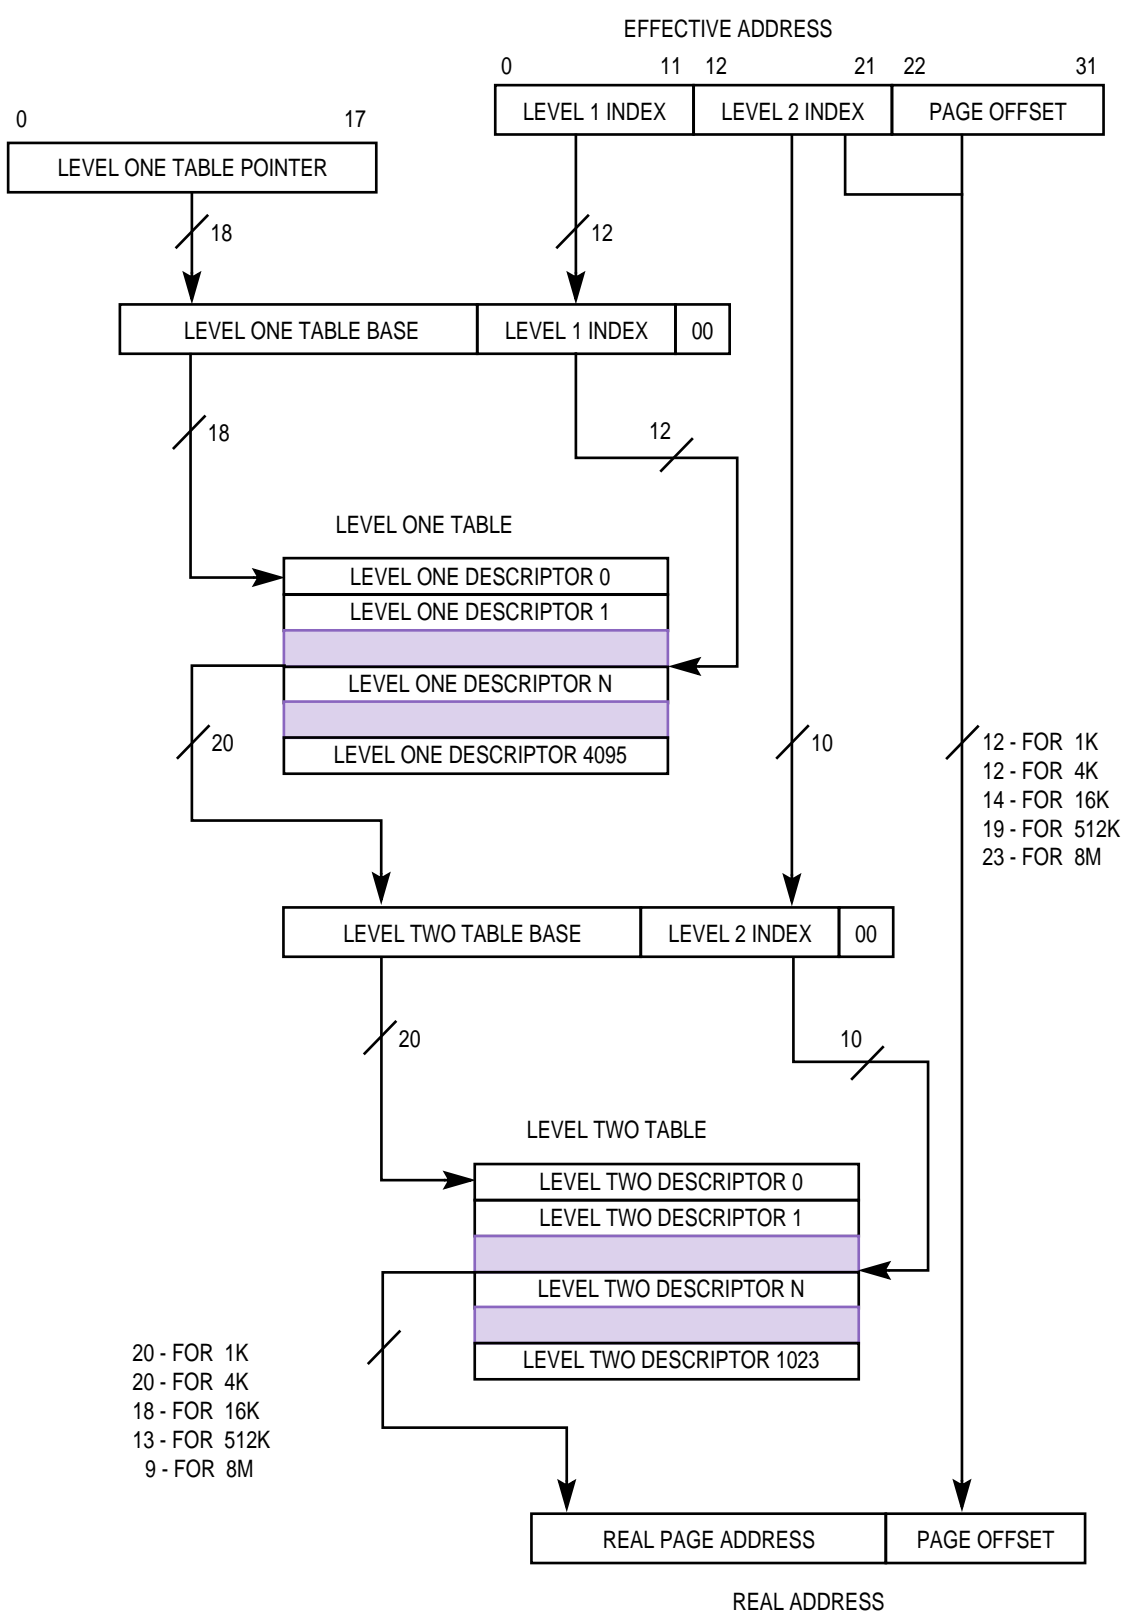 EFFECTIVE ADDRESS
0 11 12 21 22 31
LEVEL 1 INDEX LEVEL 2 INDEX PAGE OFFSET
0 17
LEVEL ONE TABLE POINTER
18 12
LEVEL ONE TABLE BASE LEVEL 1 INDEX 00
18 12
LEVEL ONE TABLE
LEVEL ONE DESCRIPTOR 0
LEVEL ONE DESCRIPTOR 1
LEVEL ONE DESCRIPTOR N
LEVEL ONE DESCRIPTOR 4095
20 10
12 - FOR 1K
12 - FOR 4K
14 - FOR 16K
19 - FOR 512K
23 - FOR 8M
LEVEL TWO TABLE BASE LEVEL 2 INDEX 00
20 10
LEVEL TWO TABLE
LEVEL TWO DESCRIPTOR 0
LEVEL TWO DESCRIPTOR 1
LEVEL TWO DESCRIPTOR N
LEVEL TWO DESCRIPTOR 1023
20 - FOR 1K
20 - FOR 4K
18 - FOR 16K
13 - FOR 512K
9 - FOR 8M
REAL PAGE ADDRESS PAGE OFFSET
REAL ADDRESS